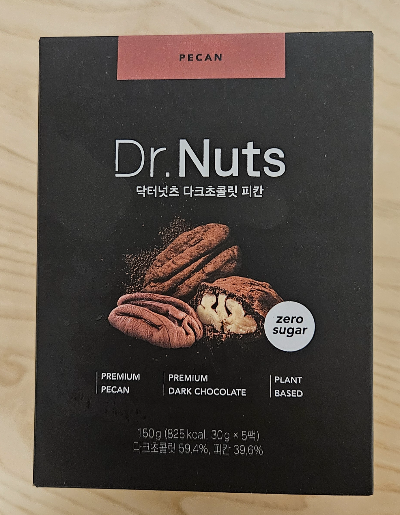 PECAN
Dr.Nuts
닥터넛츠 다크초콜릿 피칸
zero
sugar
PREMIUM
PECAN
PREMIUM
DARK CHOCOLATE
PLANT
BASED
150g (825 kcal, 30g × 5팩)
다크초콜릿 59.4%, 피칸 39.6%